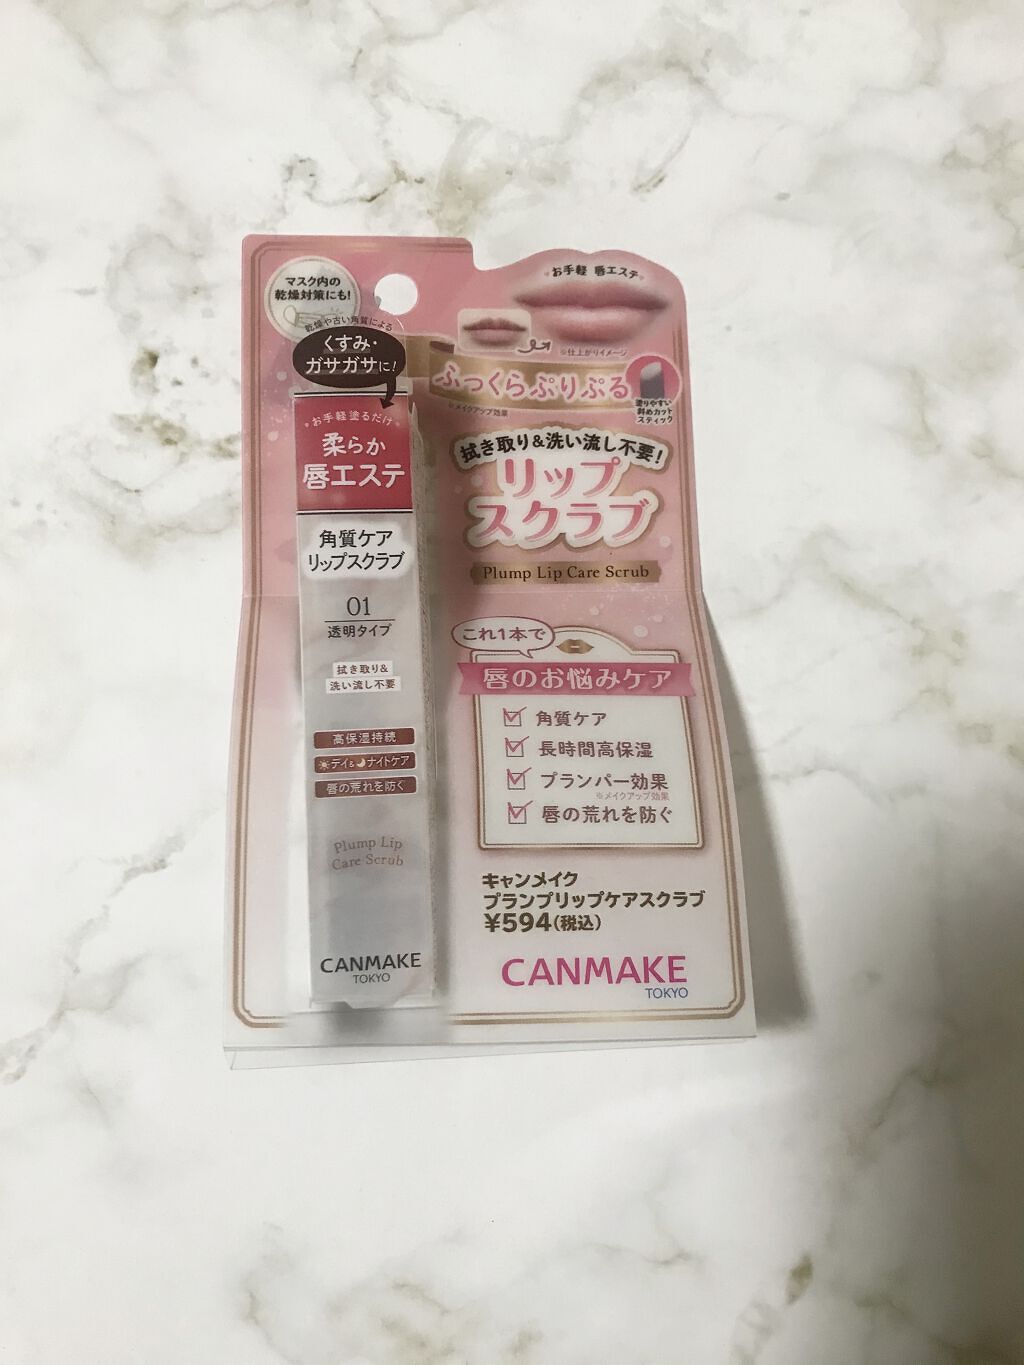 マスク内の
乾燥対策にも!
お手軽 唇エステ
※仕上がりイメージ
乾燥や古い角質による
くすみ・
ガサガサに!
ふっくらぷりぷる
※メイクアップ効果
塗りやすい
斜めカット
スティック
お手軽塗るだけ
柔らか
唇エステ
拭き取り&洗い流し不要!
リップ
スクラブ
Plump Lip Care Scrub
角質ケア
リップスクラブ
01
透明タイプ
拭き取り&
洗い流し不要
高保湿持続
デイ&ナイトケア
唇の荒れを防ぐ
Plump Lip
Care Scrub
CANMAKE
TOKYO
これ1本で
唇のお悩みケア
角質ケア
長時間高保湿
プランパー効果
※メイクアップ効果
唇の荒れを防ぐ
キャンメイク
プランプリップケアスクラブ
¥594(税込)
CANMAKE
TOKYO